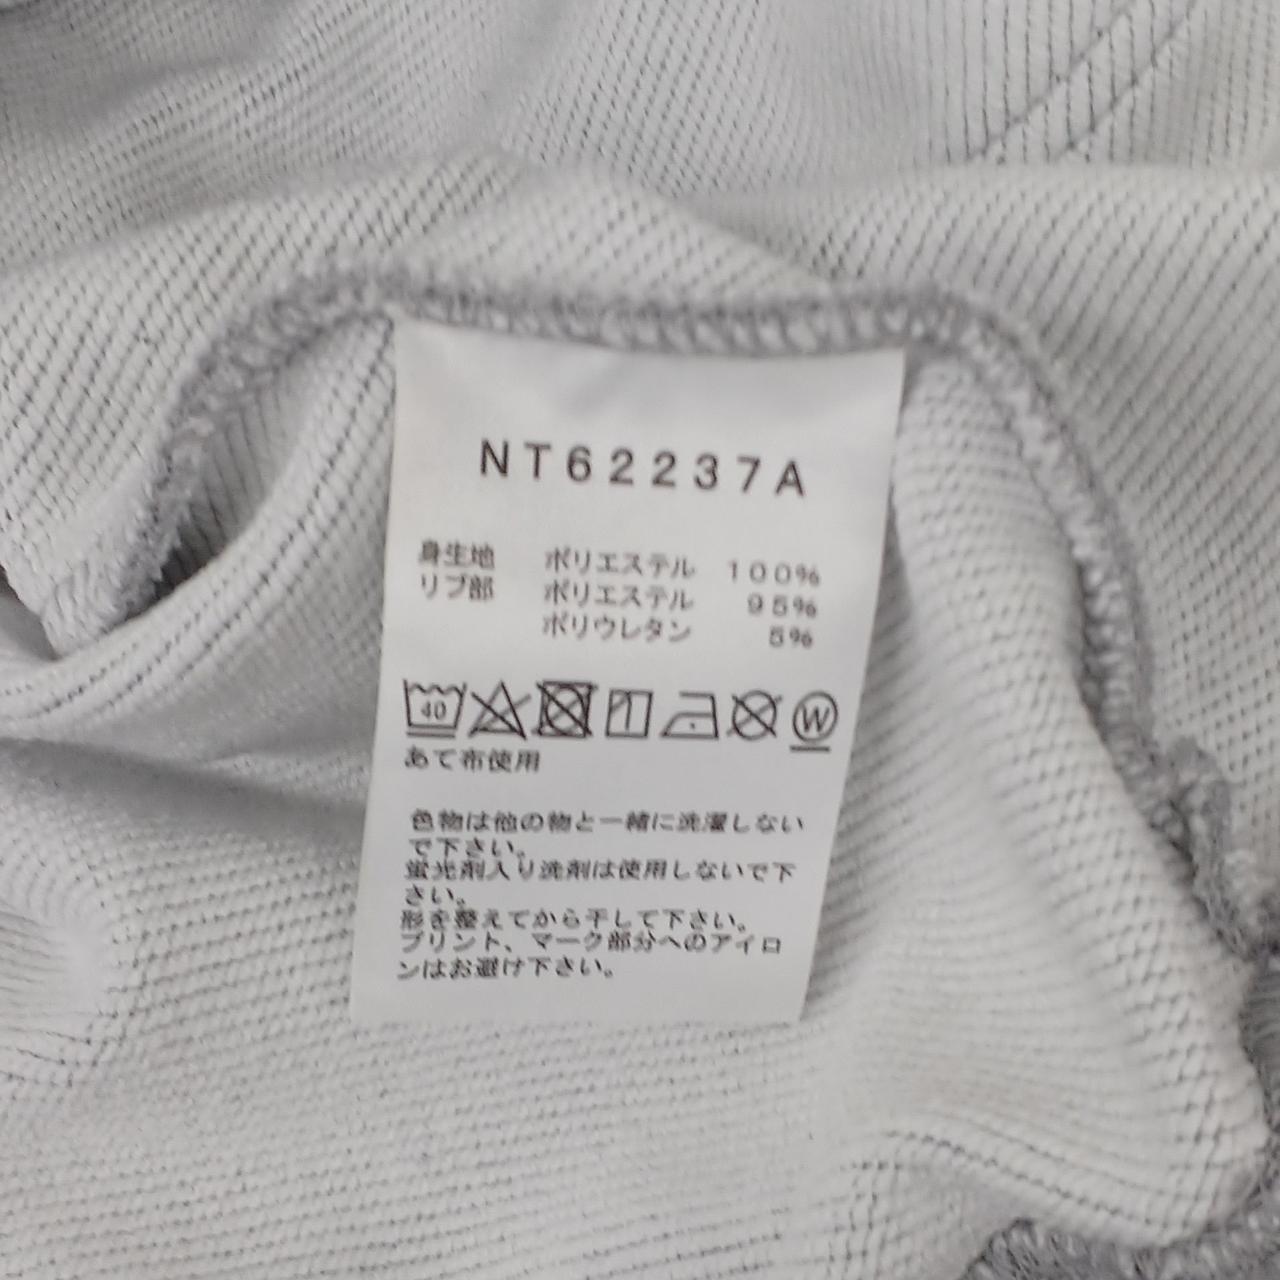 NT62237A
身生地 ポリエステル 100%
リブ部 ポリエステル 95%
ポリウレタン 5%
40 W
あて布使用
色物は他の物と一緒に洗濯しない
で下さい。
蛍光剤入り洗剤は使用しないで下
さい。
形を整えてから干して下さい。
プリント、マーク部分へのアイロ
ンはお避け下さい。